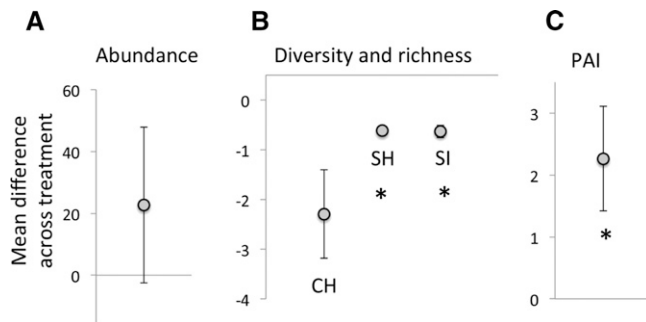 A
Abundance
Mean difference
across treatment
60
40
20
0
B
Diversity and richness
0
-1
-2
-3
-4
SH
SI
*
*
CH
C
PAI
3
2
1
0
*